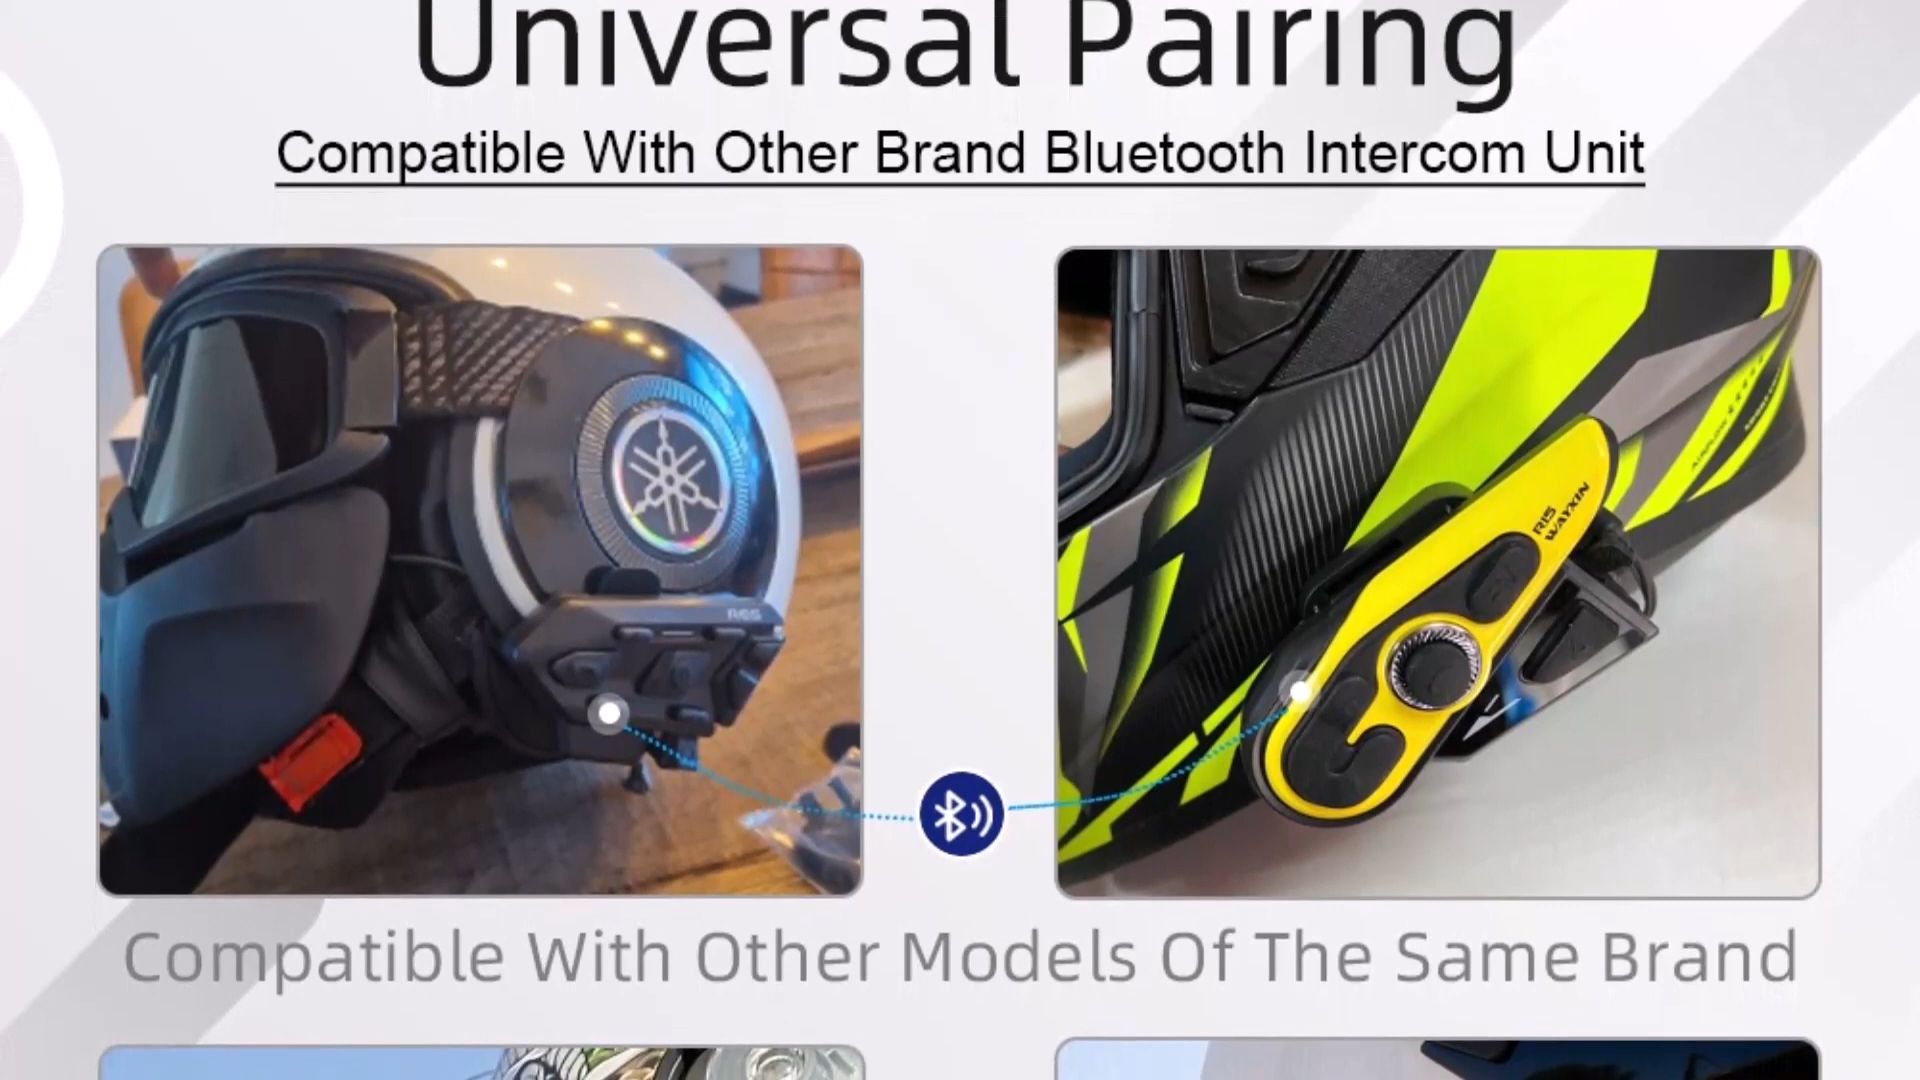 Universal Pairing
Compatible With Other Brand Bluetooth Intercom Unit
R6S
R15
WAYXIN
Compatible With Other Models Of The Same Brand